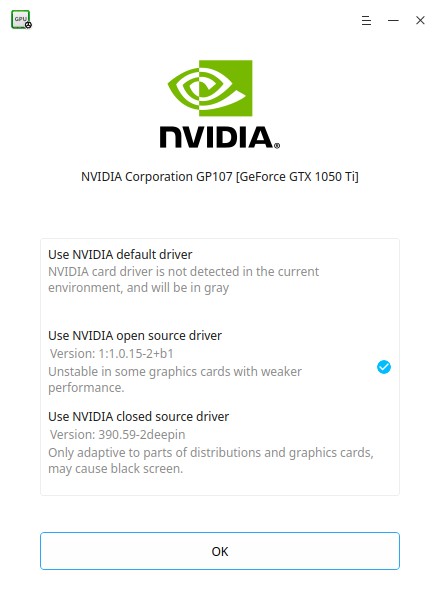 GPU
NVIDIA®
NVIDIA Corporation GP107 [GeForce GTX 1050 Ti]
Use NVIDIA default driver
NVIDIA card driver is not detected in the current
environment, and will be in gray
Use NVIDIA open source driver
Version: 1:1.0.15-2+b1
Unstable in some graphics cards with weaker
performance.
Use NVIDIA closed source driver
Version: 390.59-2deepin
Only adaptive to parts of distributions and graphics cards,
may cause black screen.
OK